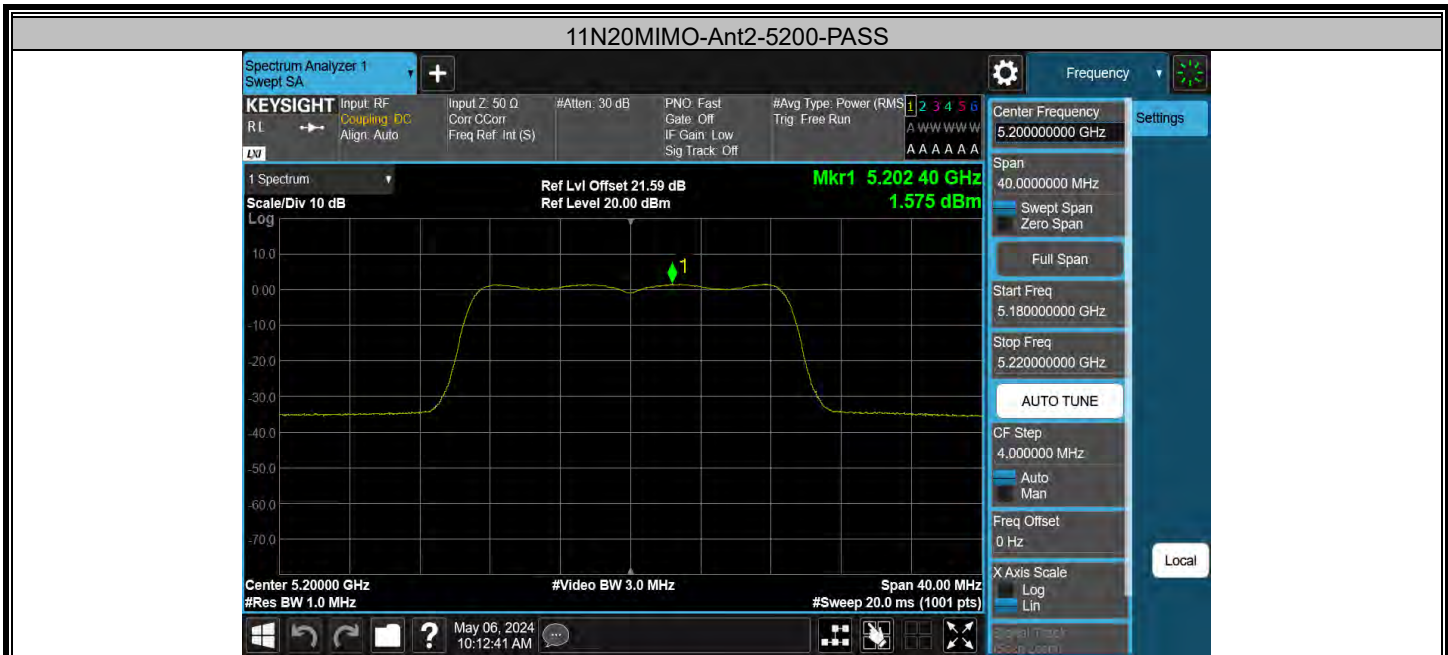 11N20MIMO-Ant2-5200-PASS
Spectrum Analyzer 1
Swept SA
+
Frequency
KEYSIGHT
RL
LXI
Input: RF
Coupling: DC
Align: Auto
Input Z: 50 Ω
Corr CCorr
Freq Ref: Int (S)
#Atten: 30 dB
PNO: Fast
Gate: Off
IF Gain: Low
Sig Track: Off
#Avg Type: Power (RMS
Trig: Free Run
1 2 3 4 5 6
A W W W W W
A A A A A A
1 Spectrum
Scale/Div 10 dB
Log
Ref Lvl Offset 21.59 dB
Ref Level 20.00 dBm
Mkr1 5.202 40 GHz
1.575 dBm
10.0
0.00
-10.0
-20.0
-30.0
-40.0
-50.0
-60.0
-70.0
1
Center 5.20000 GHz
#Res BW 1.0 MHz
#Video BW 3.0 MHz
Span 40.00 MHz
#Sweep 20.0 ms (1001 pts)
Center Frequency
5.200000000 GHz
Settings
Span
40.0000000 MHz
Swept Span
Zero Span
Full Span
Start Freq
5.180000000 GHz
Stop Freq
5.220000000 GHz
AUTO TUNE
CF Step
4.000000 MHz
Auto
Man
Freq Offset
0 Hz
X Axis Scale
Log
Lin
Local
?
May 06, 2024
10:12:41 AM